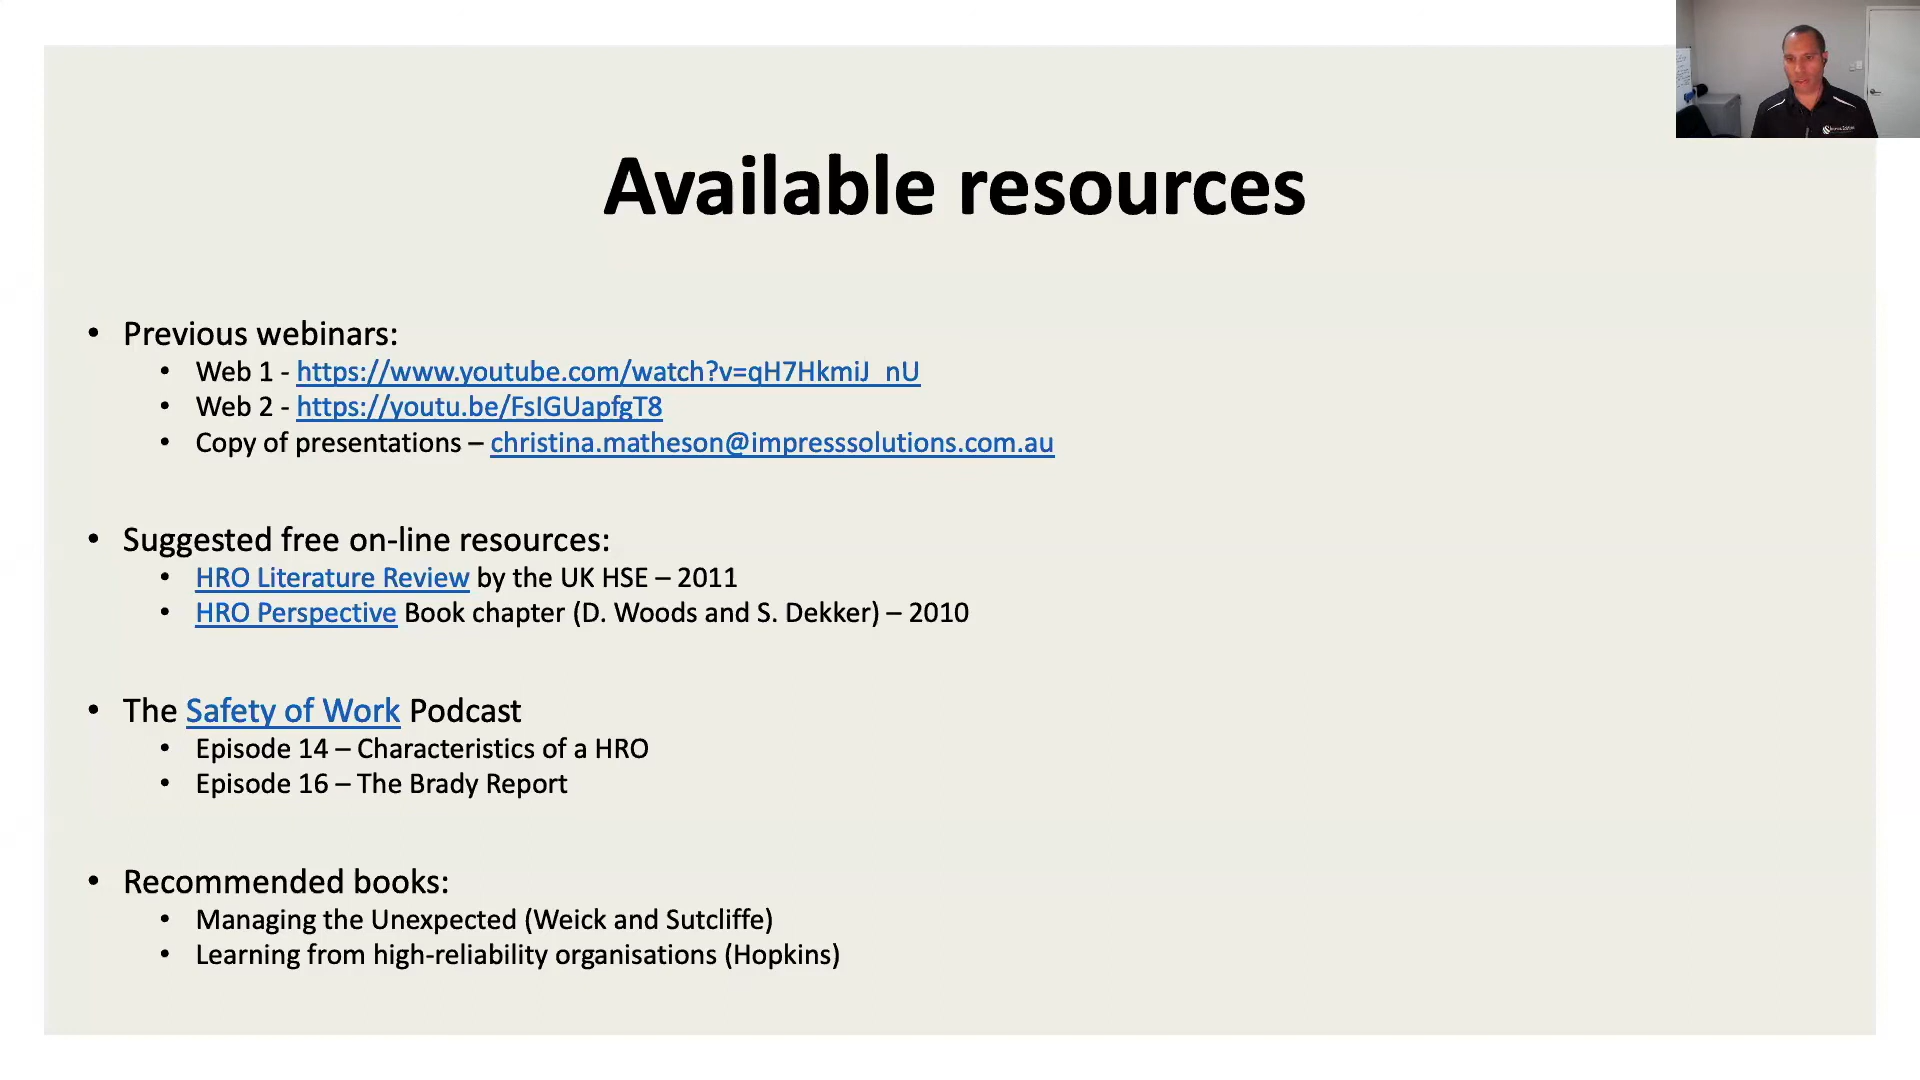 Available resources
• Previous webinars:
• Web 1 - https://www.youtube.com/watch?v=qH7HkmiJ_nU
• Web 2 - https://youtu.be/FsIGUapfgT8
• Copy of presentations – christina.matheson@impresssolutions.com.au
• Suggested free on-line resources:
• HRO Literature Review by the UK HSE – 2011
• HRO Perspective Book chapter (D. Woods and S. Dekker) – 2010
• The Safety of Work Podcast
• Episode 14 – Characteristics of a HRO
• Episode 16 – The Brady Report
• Recommended books:
• Managing the Unexpected (Weick and Sutcliffe)
• Learning from high-reliability organisations (Hopkins)